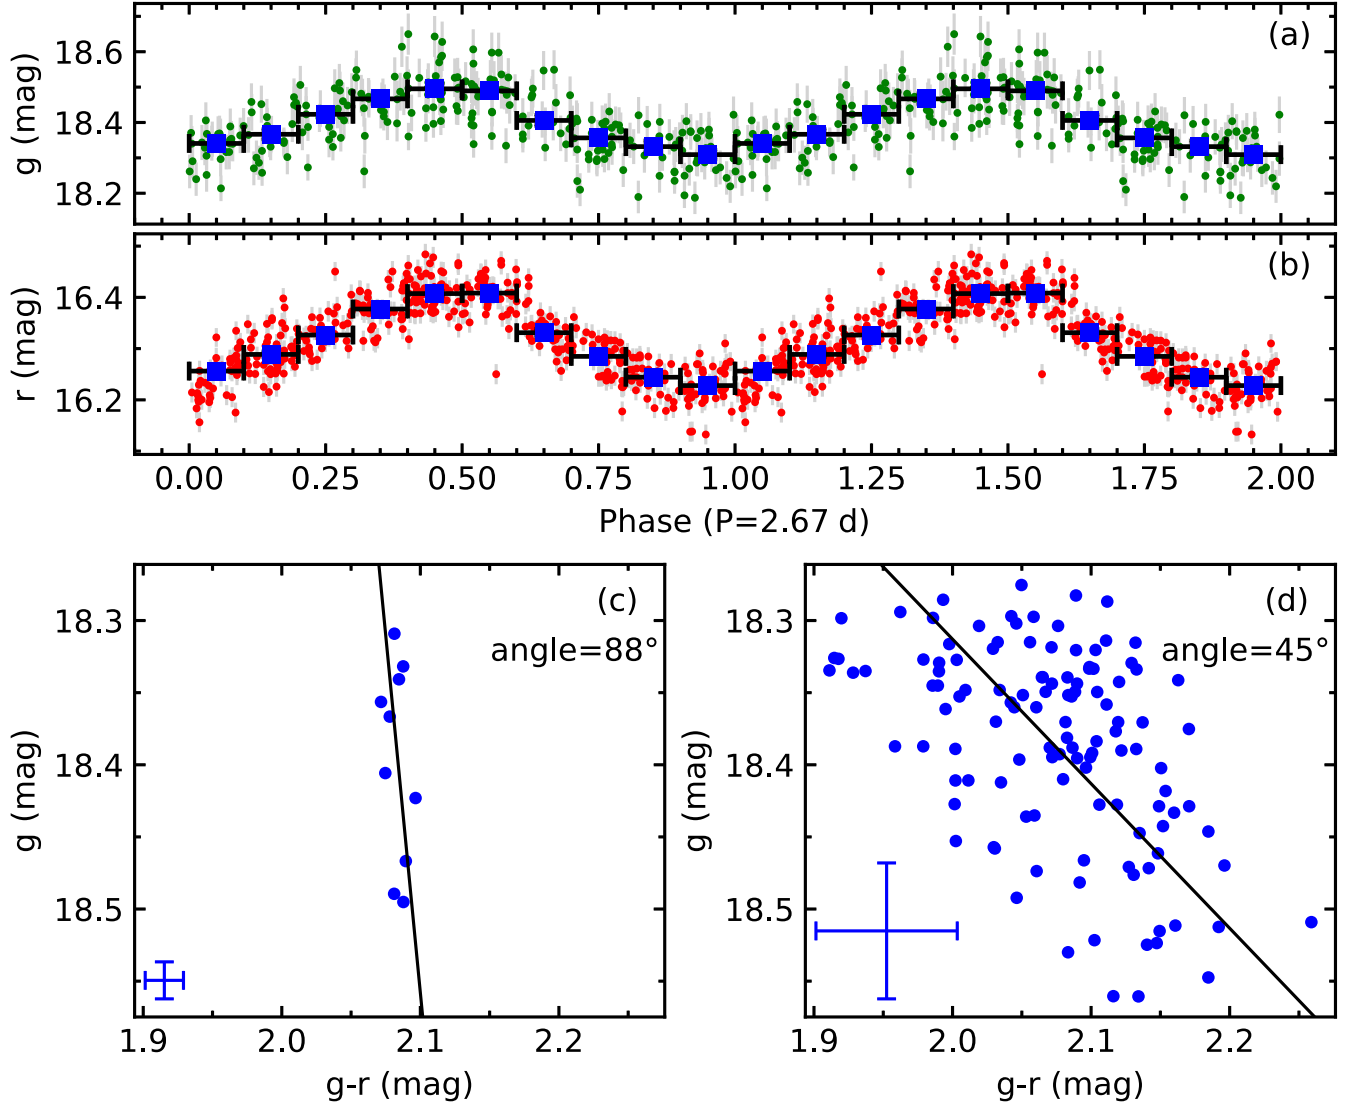 (a)
g (mag)
18.6
18.4
18.2
(b)
r (mag)
16.4
16.2
0.00 0.25 0.50 0.75 1.00 1.25 1.50 1.75 2.00
Phase (P=2.67 d)
(c)
angle=88°
g (mag)
18.3
18.4
18.5
1.9 2.0 2.1 2.2
g-r (mag)
(d)
angle=45°
g (mag)
18.3
18.4
18.5
1.9 2.0 2.1 2.2
g-r (mag)